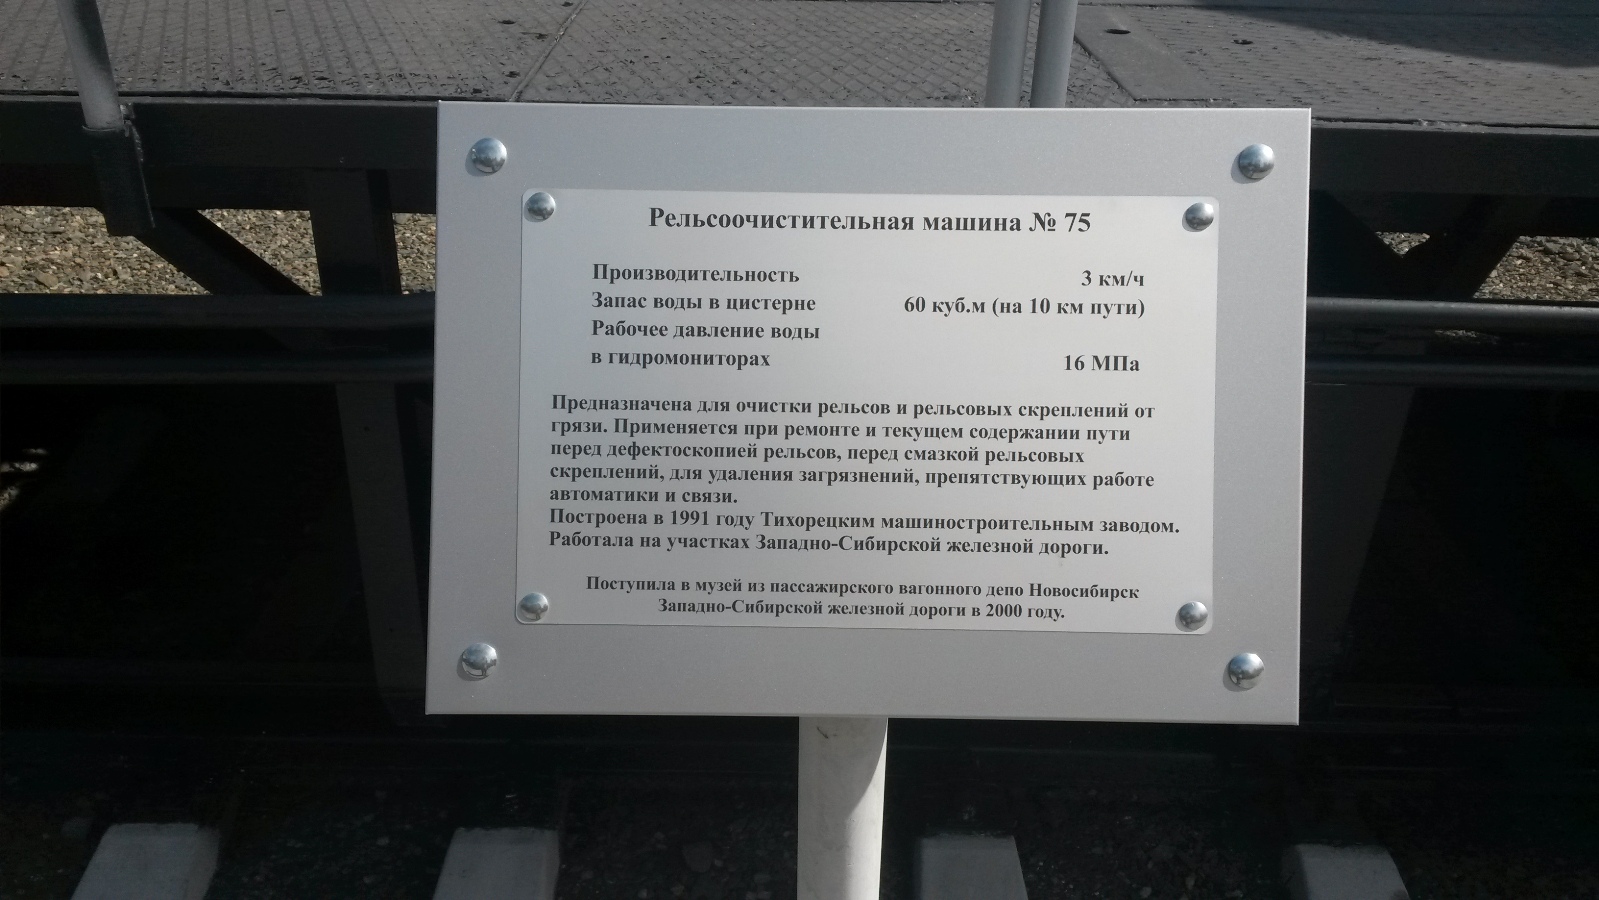 Рельсоочистительная машина № 75
Производительность 3 км/ч
Запас воды в цистерне 60 куб.м (на 10 км пути)
Рабочее давление воды
в гидромониторах 16 МПа
Предназначена для очистки рельсов и рельсовых скреплений от
грязи. Применяется при ремонте и текущем содержании пути
перед дефектоскопией рельсов, перед смазкой рельсовых
скреплений, для удаления загрязнений, препятствующих работе
автоматики и связи.
Построена в 1991 году Тихорецким машиностроительным заводом.
Работала на участках Западно-Сибирской железной дороги.
Поступила в музей из пассажирского вагонного депо Новосибирск
Западно-Сибирской железной дороги в 2000 году.